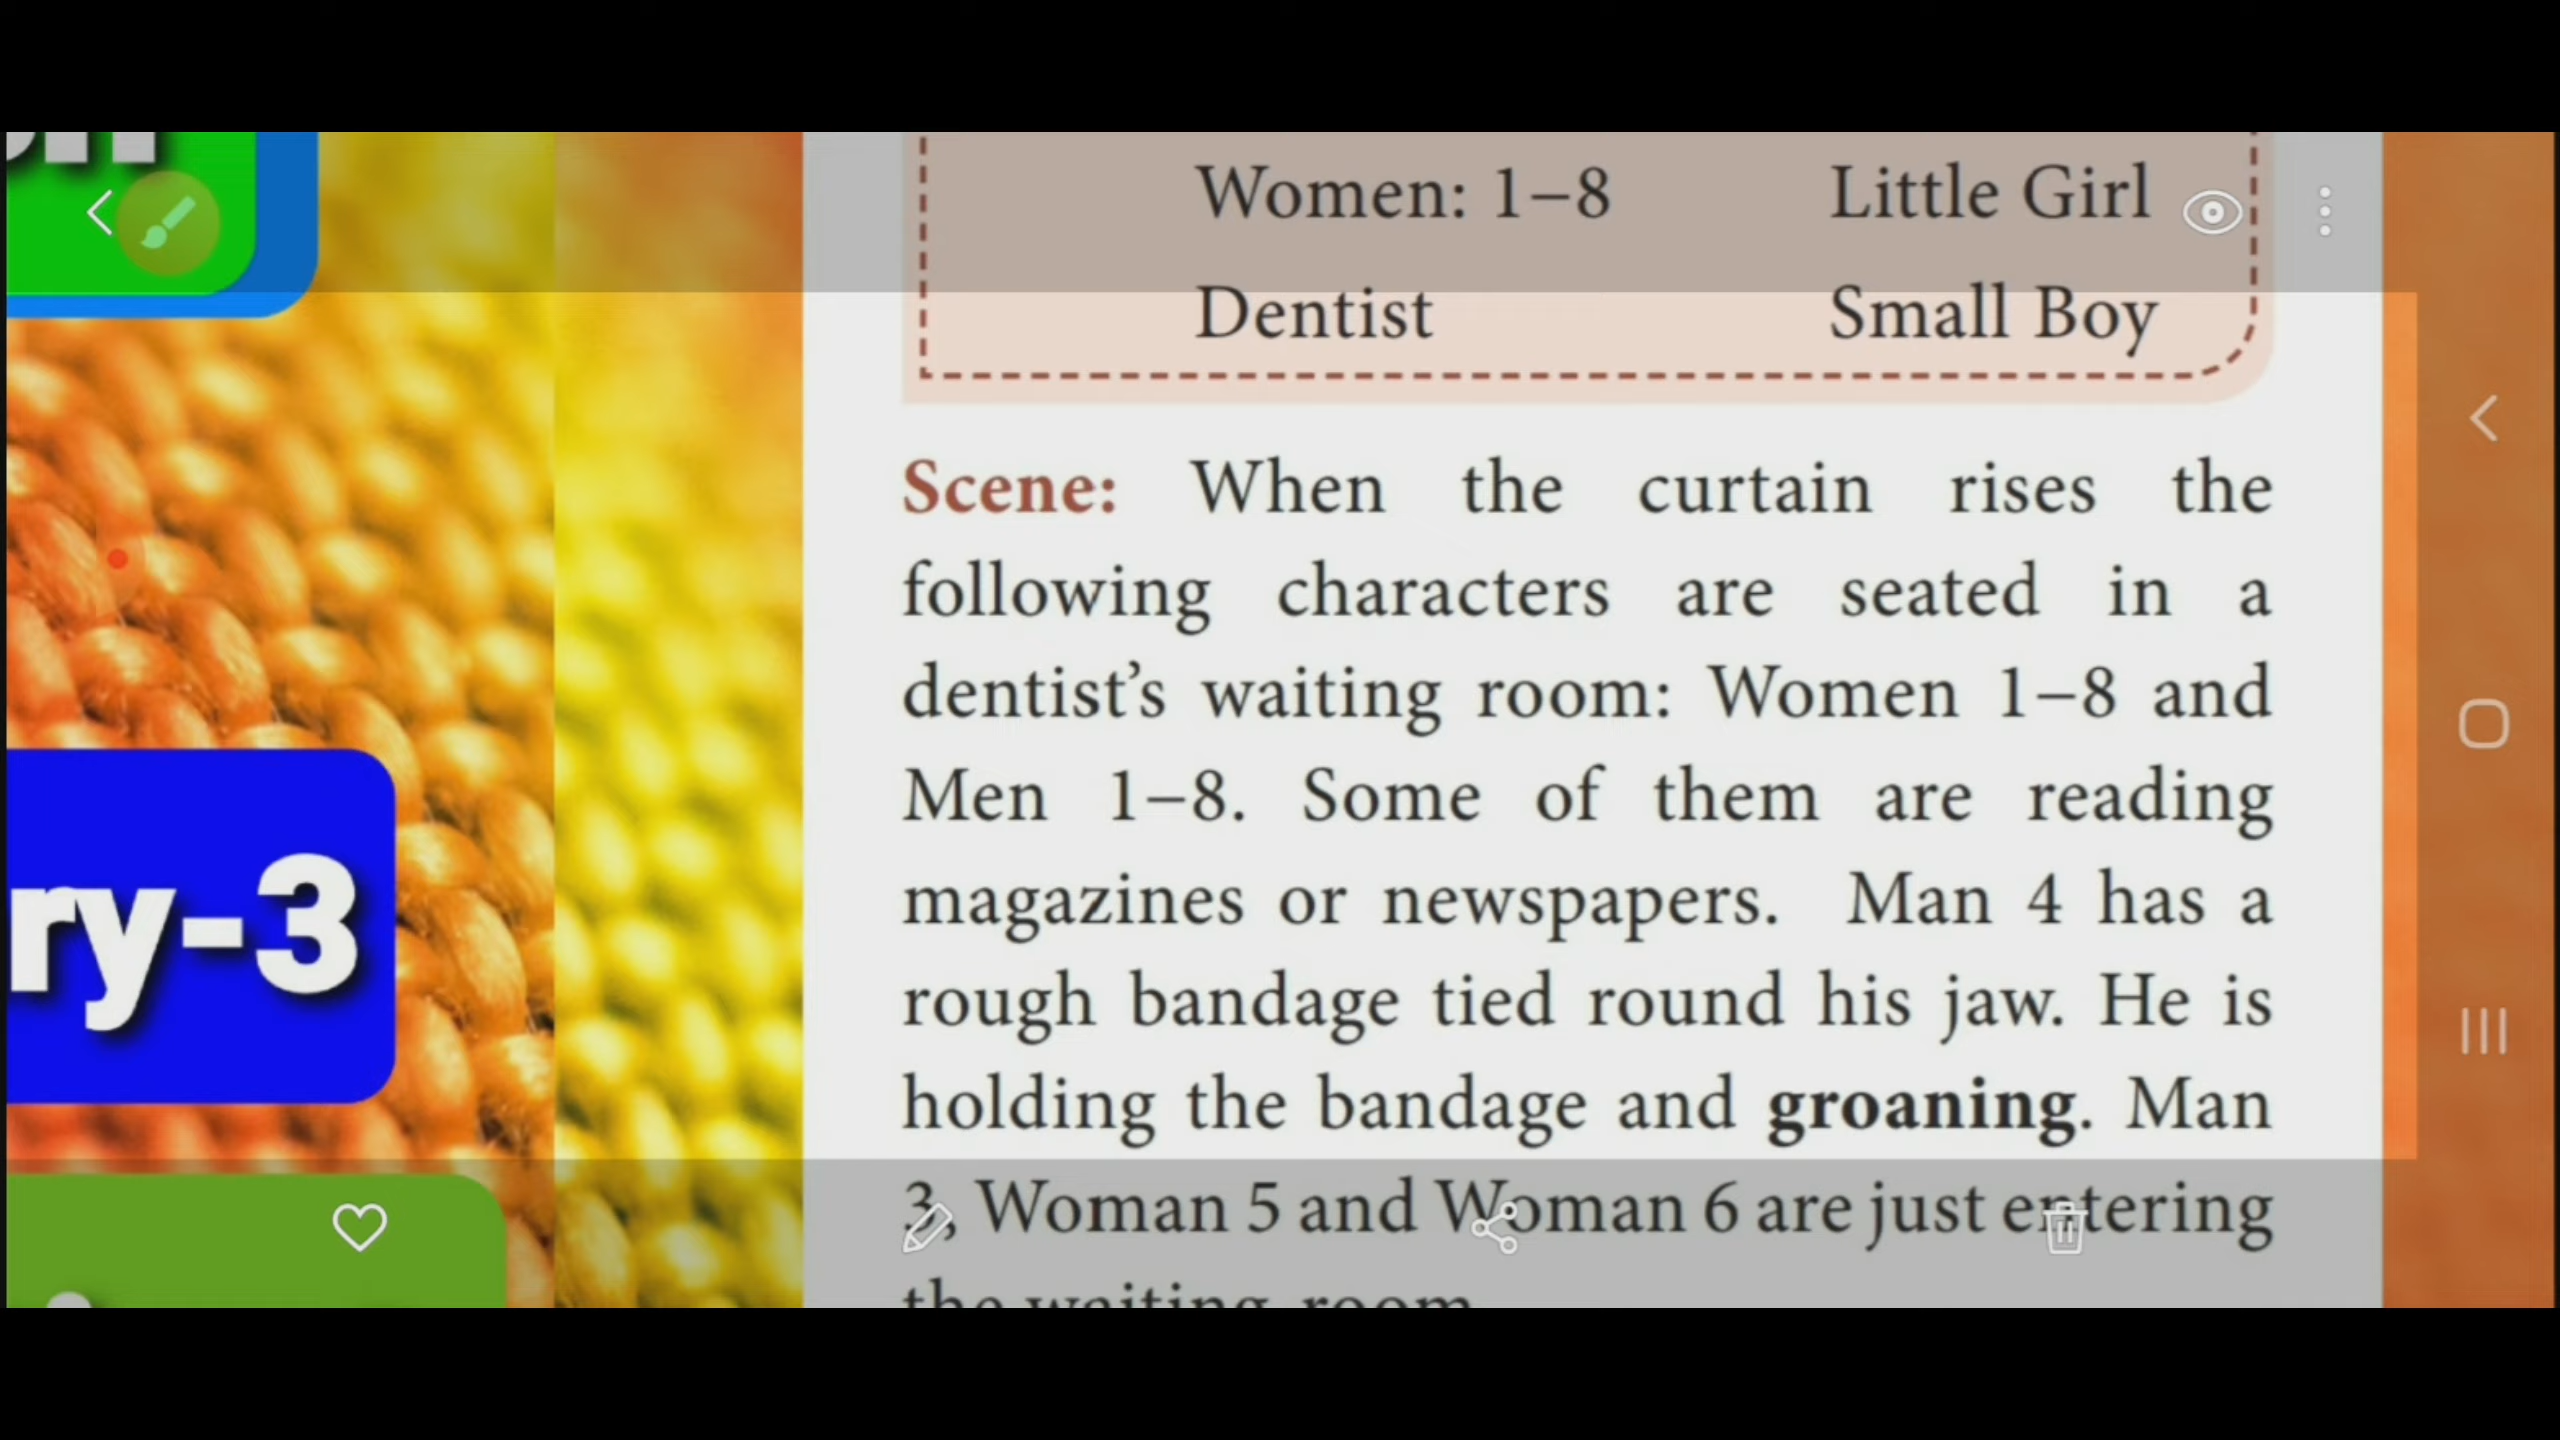 Women: 1–8 Little Girl
Dentist Small Boy
Scene: When the curtain rises the
following characters are seated in a
dentist’s waiting room: Women 1–8 and
Men 1–8. Some of them are reading
magazines or newspapers. Man 4 has a
rough bandage tied round his jaw. He is
holding the bandage and groaning. Man
3, Woman 5 and Woman 6 are just entering
the waiting room.
ry-3